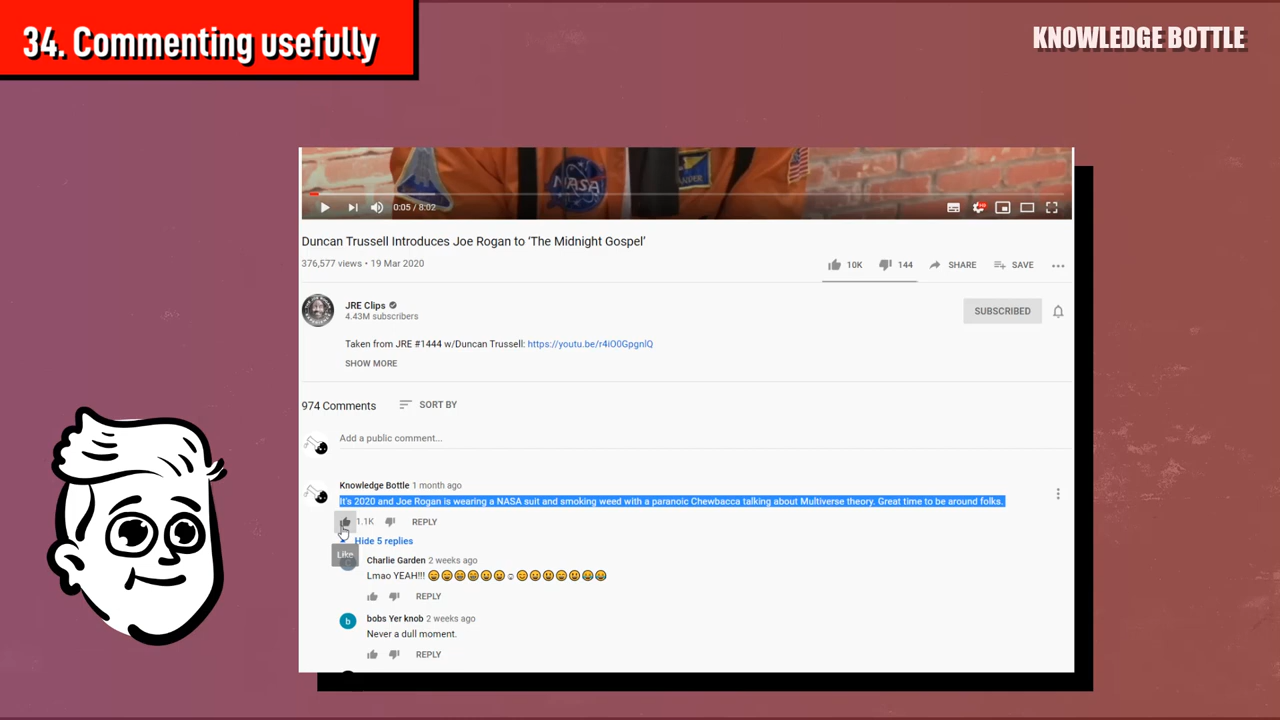 34. Commenting usefully
KNOWLEDGE BOTTLE
NASA
0:05 / 8:02
Duncan Trussell Introduces Joe Rogan to ‘The Midnight Gospel’
376,577 views • 19 Mar 2020
10K 144 SHARE SAVE
JRE Clips
4.43M subscribers
SUBSCRIBED
Taken from JRE #1444 w/Duncan Trussell: https://youtu.be/r4iO0GpgnlQ
SHOW MORE
974 Comments SORT BY
Add a public comment...
Knowledge Bottle 1 month ago
It's 2020 and Joe Rogan is wearing a NASA suit and smoking weed with a paranoic Chewbacca talking about Multiverse theory. Great time to be around folks.
1.1K REPLY
Hide 5 replies
Like
Charlie Garden 2 weeks ago
Lmao YEAH!!! 
REPLY
b
bobs Yer knob 2 weeks ago
Never a dull moment.
REPLY